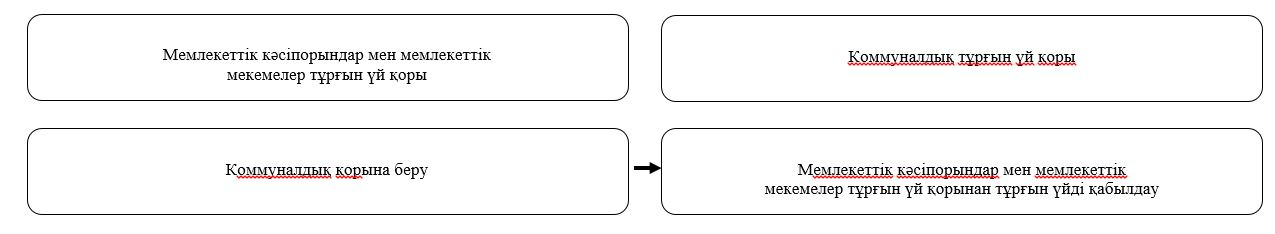 Мемлекеттік кәсіпорындар мен мемлекеттік
мекемелер тұрғын үй қоры
Коммуналдық тұрғын үй қоры
Коммуналдық қорына беру
Мемлекеттік кәсіпорындар мен мемлекеттік
мекемелер тұрғын үй қорынан тұрғын үйді қабылдау